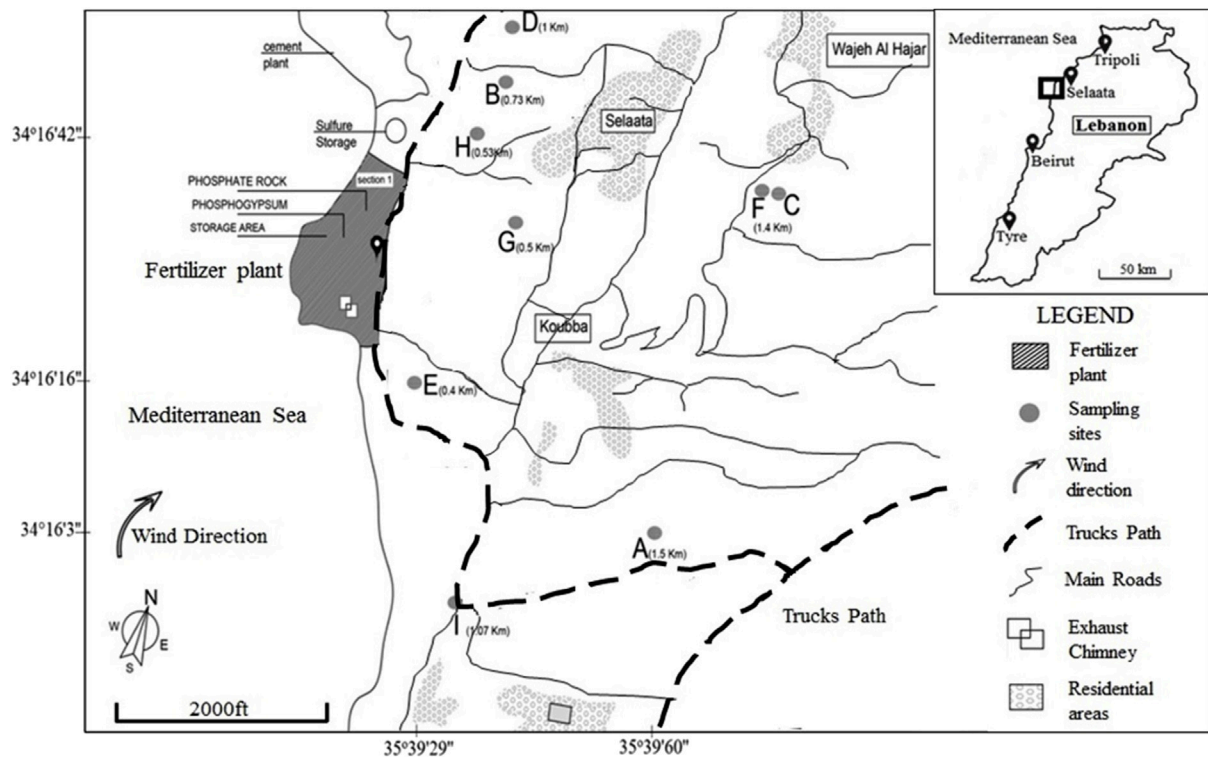 cement
plant
D(1 Km)
B(0.73 Km)
H(0.53Km)
Sulfure
Storage
Selaata
Wajeh Al Hajar
34°16'42"
section 1
PHOSPHATE ROCK
PHOSPHOGYPSUM
STORAGE AREA
Fertilizer plant
F C
(1.4 Km)
G(0.5 Km)
Koubba
34°16'16"
E(0.4 Km)
Mediterranean Sea
Wind Direction
34°16'3"
A(1.5 Km)
I(1.07 Km)
Trucks Path
N
W
E
S
2000ft
35°39'29"
35°39'60"
Mediterranean Sea
Tripoli
Selaata
Lebanon
Beirut
Tyre
50 km
LEGEND
Fertilizer
plant
Sampling
sites
Wind
direction
Trucks Path
Main Roads
Exhaust
Chimney
Residential
areas